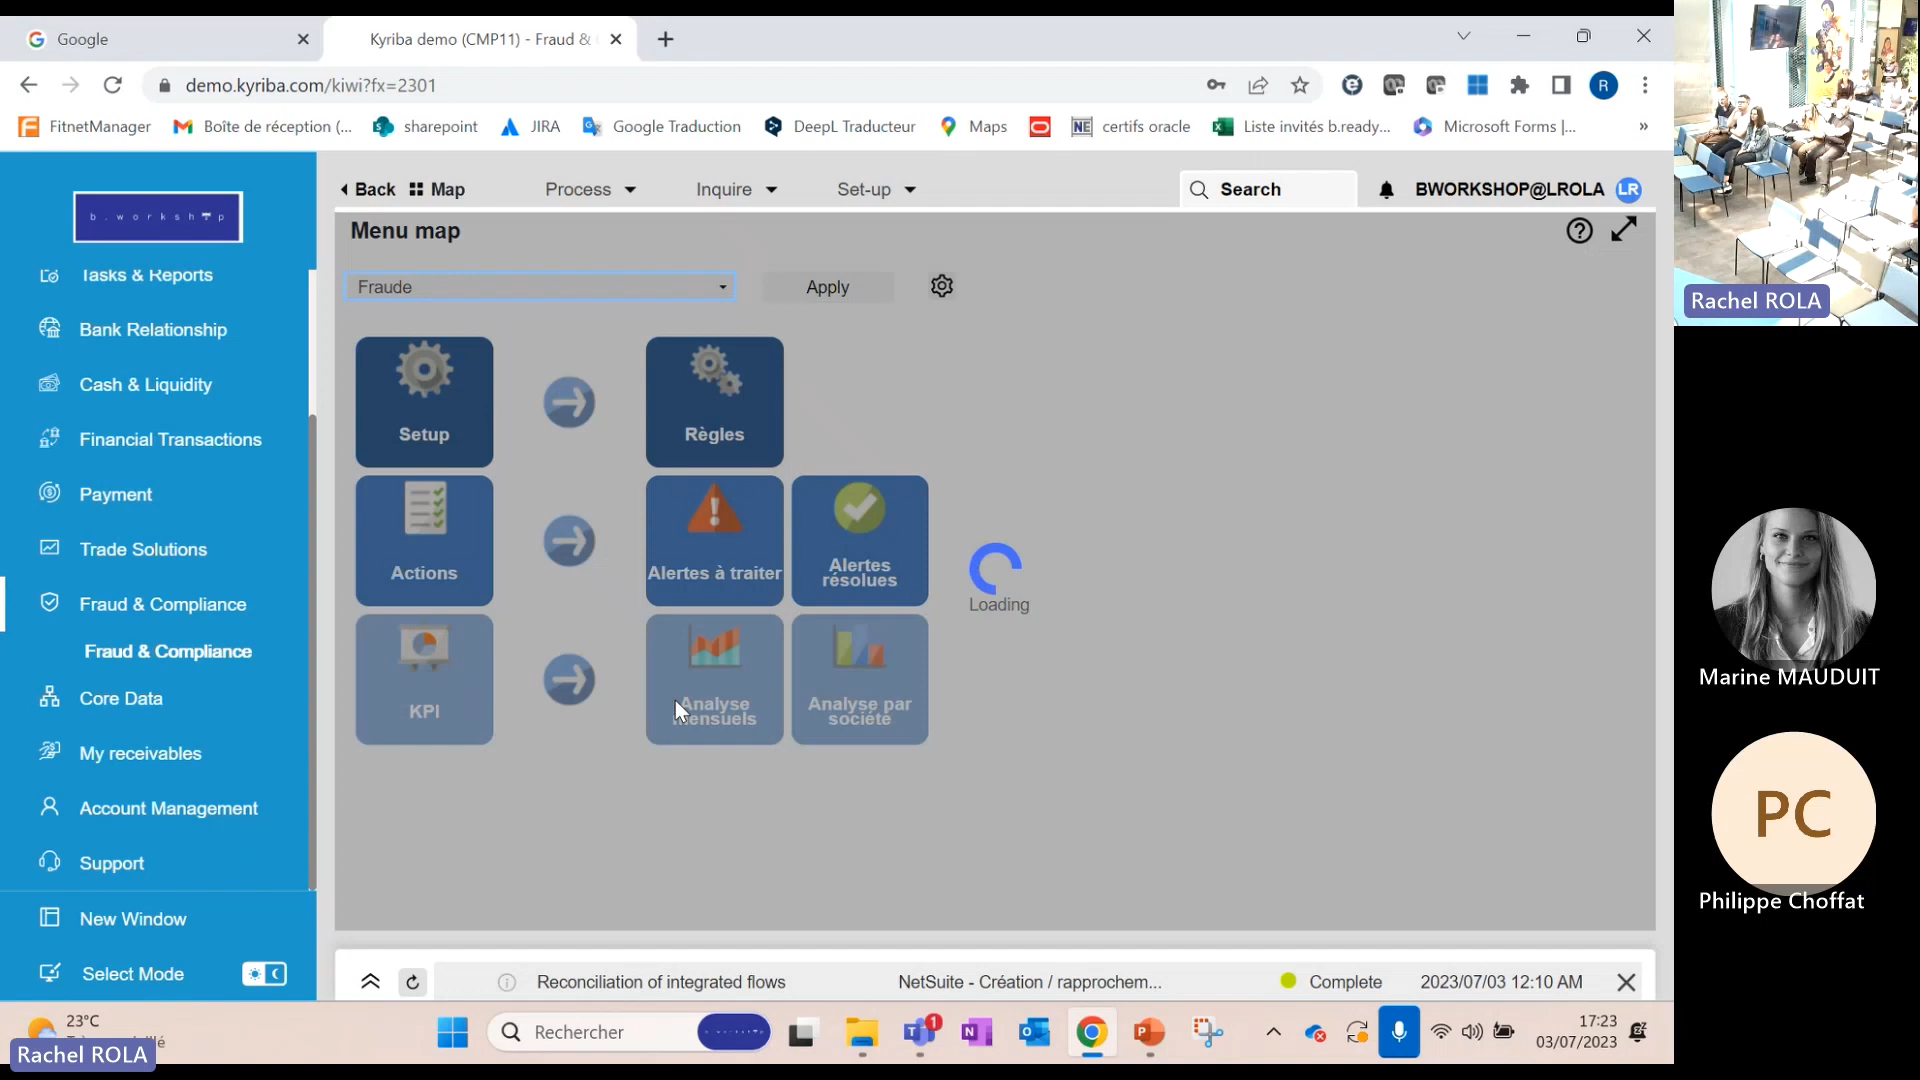 Google
Kyriba demo (CMP11) - Fraud &
demo.kyriba.com/kiwi?fx=2301
R
FitnetManager
Boîte de réception (...
sharepoint
JIRA
Google Traduction
DeepL Traducteur
Maps
NE certifs oracle
Liste invités b.ready...
Microsoft Forms |...
»
b.workshop
Back
Map
Process
Inquire
Set-up
Search
BWORKSHOP@LROLA
LR
Tasks & Reports
Bank Relationship
Cash & Liquidity
Financial Transactions
Payment
Trade Solutions
Fraud & Compliance
Fraud & Compliance
Core Data
My receivables
Account Management
Support
New Window
Select Mode
Menu map
Fraude
Apply
Setup
Règles
Actions
Alertes à traiter
Alertes
résolues
KPI
Analyse
mensuels
Analyse par
société
Loading
Reconciliation of integrated flows
NetSuite - Création / rapprochem...
Complete
2023/07/03 12:10 AM
23°C
Rechercher
1
17:23
03/07/2023
Rachel ROLA
Rachel ROLA
Marine MAUDUIT
PC
Philippe Choffat